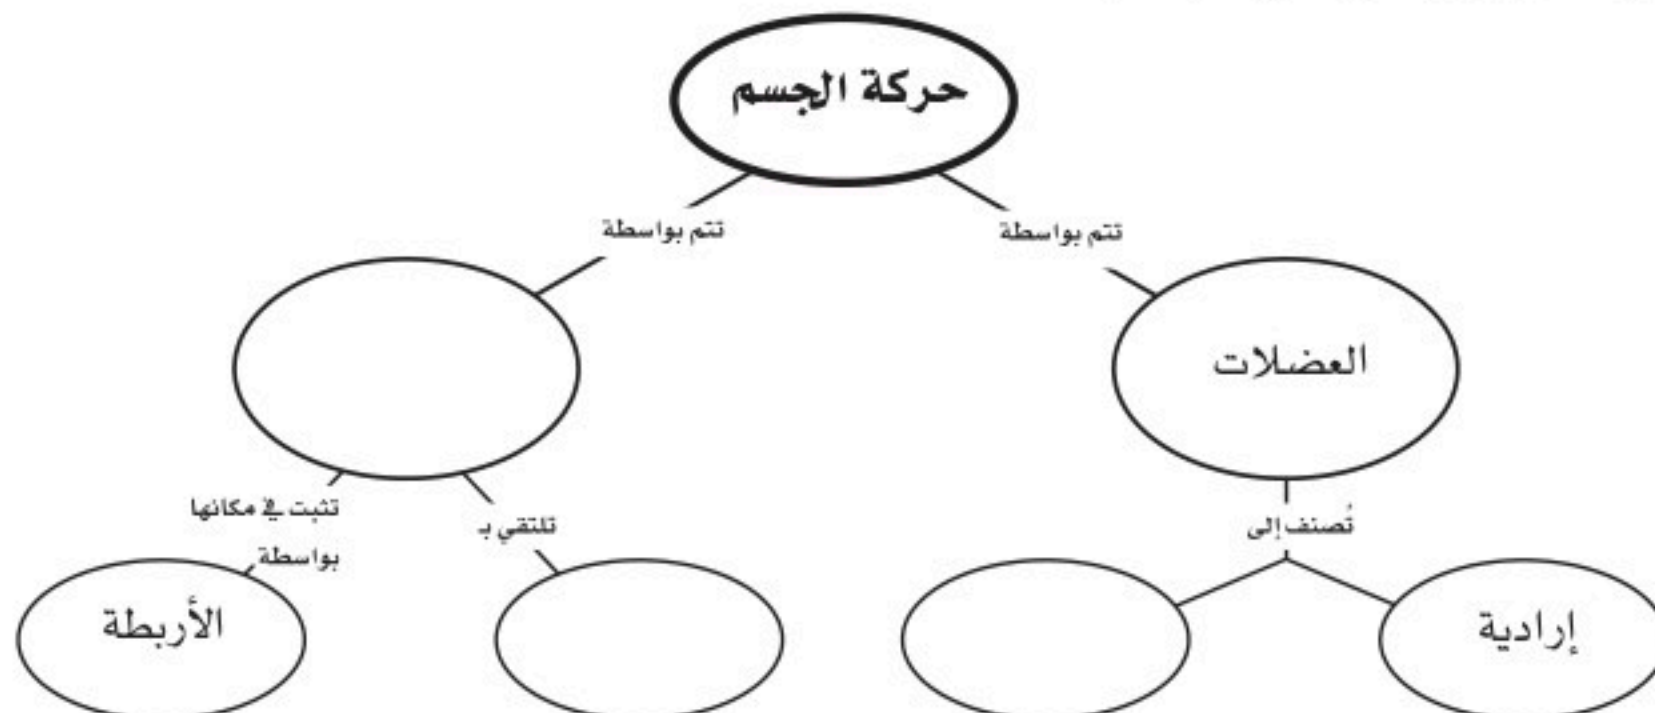 حركة الجسم
تتم بواسطة
تتم بواسطة
العضلات
تُصنف إلى
تلتقي بـ
تثبت في مكانها
بواسطة
إرادية
الأربطة